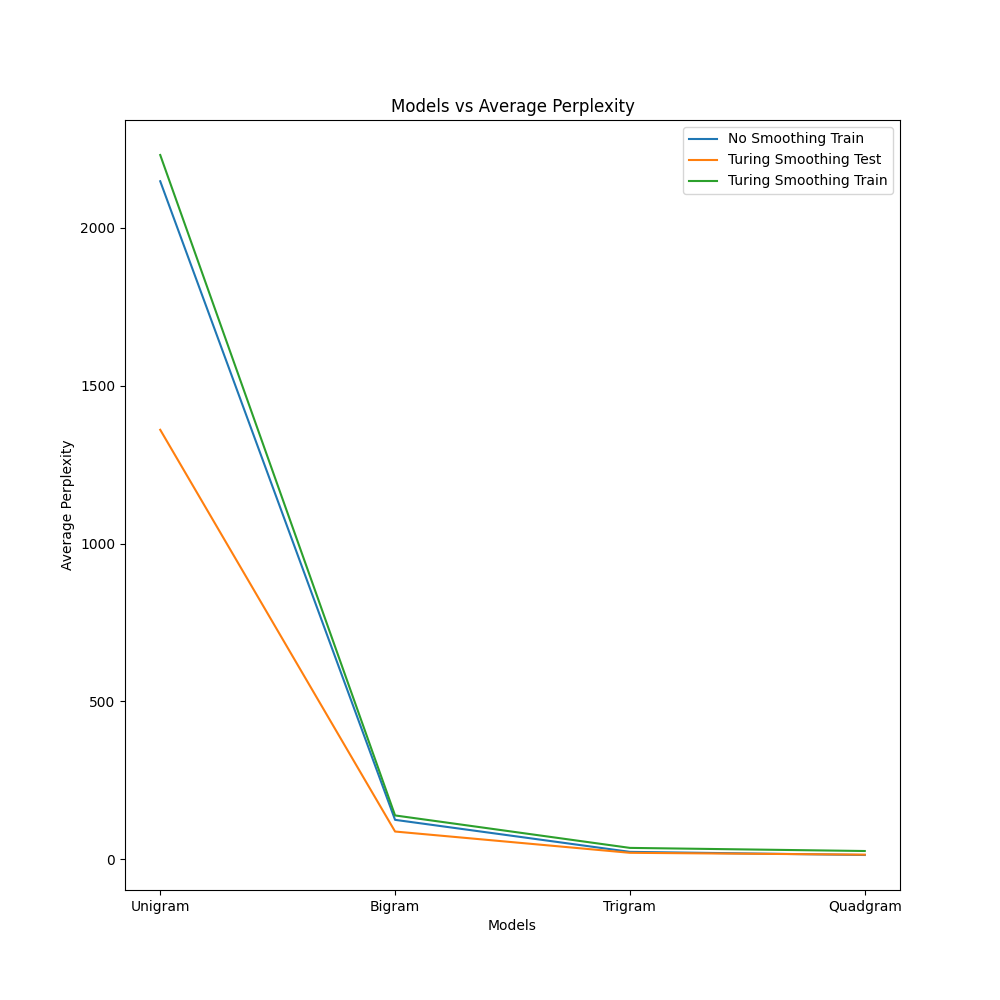 Models vs Average Perplexity
No Smoothing Train
Turing Smoothing Test
Turing Smoothing Train
2000
1500
1000
500
0
Average Perplexity
Unigram
Bigram
Trigram
Quadgram
Models